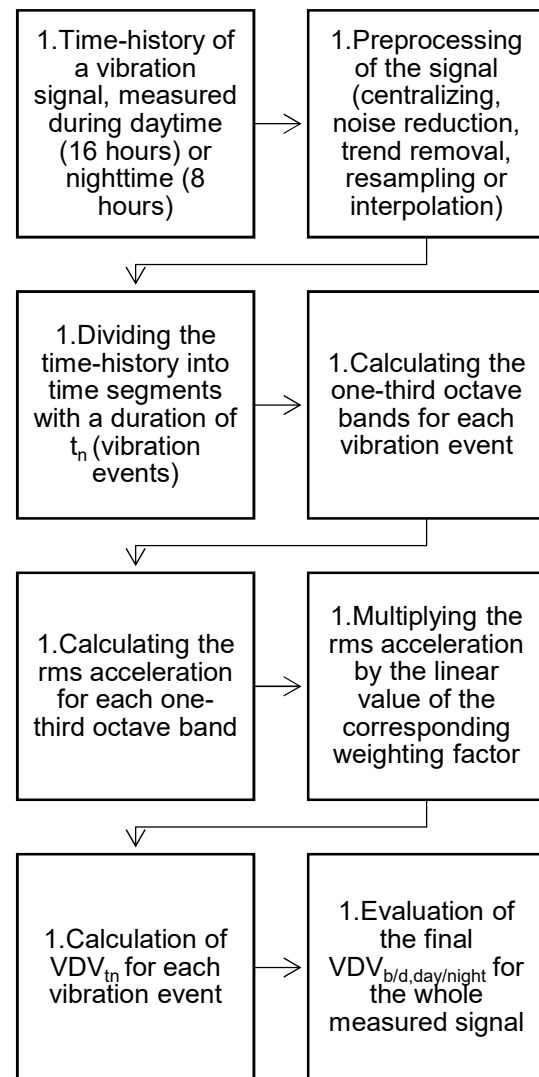 1.Time-history of
a vibration
signal, measured
during daytime
(16 hours) or
nighttime (8
hours)
1.Preprocessing
of the signal
(centralizing,
noise reduction,
trend removal,
resampling or
interpolation)
1.Dividing the
time-history into
time segments
with a duration of
tn (vibration
events)
1.Calculating the
one-third octave
bands for each
vibration event
1.Calculating the
rms acceleration
for each one-
third octave band
1.Multiplying the
rms acceleration
by the linear
value of the
corresponding
weighting factor
1.Calculation of
VDVtn for each
vibration event
1.Evaluation of
the final
VDVb/d,day/night for
the whole
measured signal